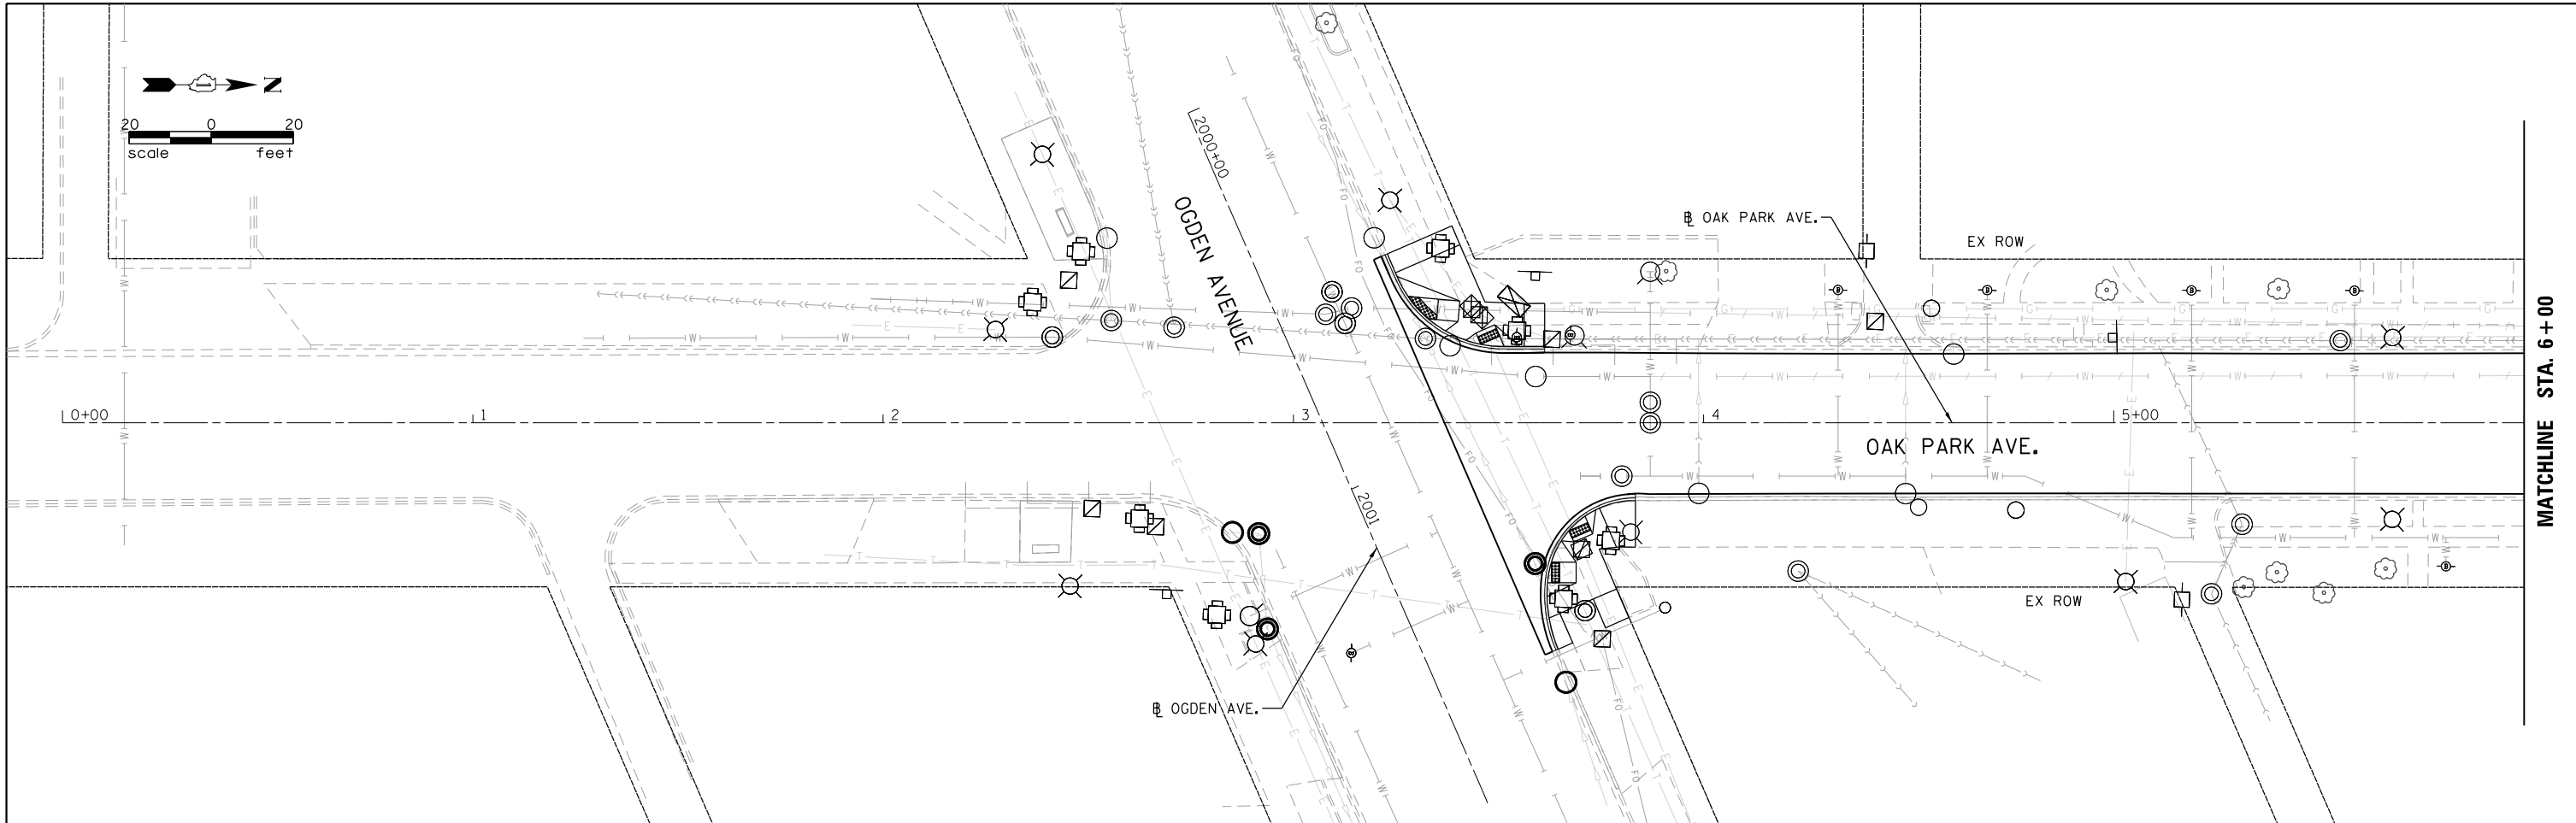 N
20 0 20
scale feet
2000+00
OGDEN AVENUE
℄ OAK PARK AVE.
EX ROW
0+00 1 2 3 4 5+00
OAK PARK AVE.
2001
EX ROW
℄ OGDEN AVE.
MATCHLINE STA. 6+00